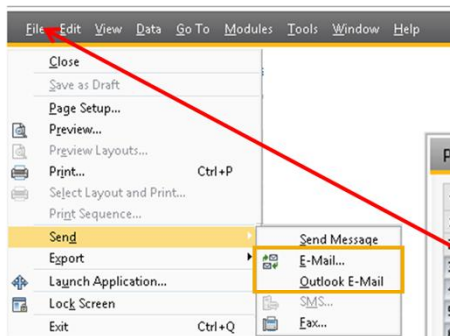 File Edit View Data Go To Modules Tools Window Help
Close
Save as Draft
Page Setup...
Preview...
Preview Layouts...
Print... Ctrl+P
Select Layout and Print...
Print Sequence...
Send
Export
Launch Application...
Lock Screen
Exit Ctrl+Q
Send Message
E-Mail...
Outlook E-Mail
SMS...
Fax...